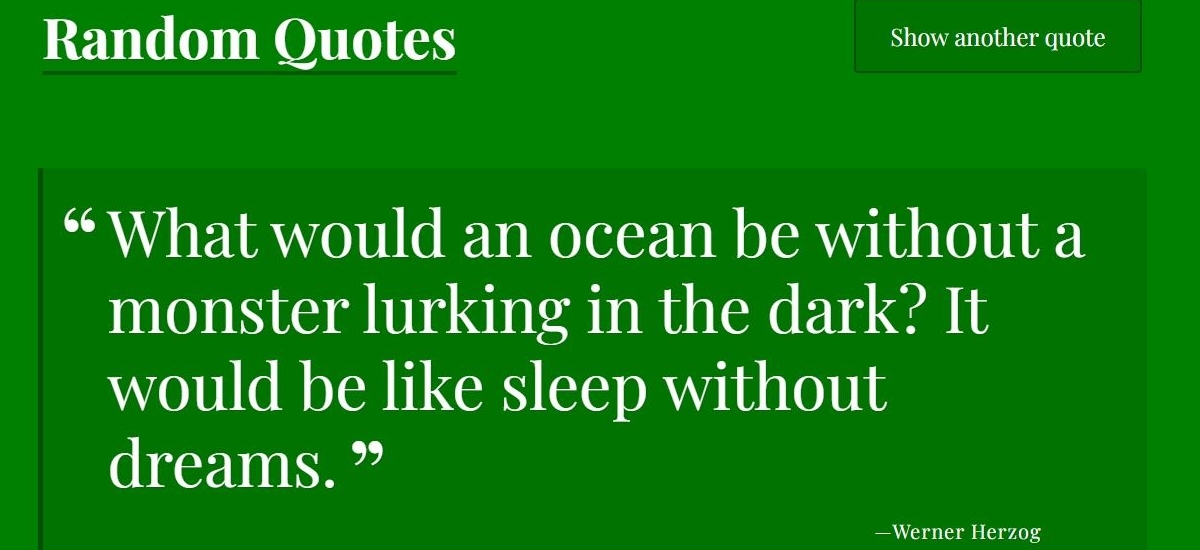 Random Quotes
Show another quote
“What would an ocean be without a
monster lurking in the dark? It
would be like sleep without
dreams.”
—Werner Herzog